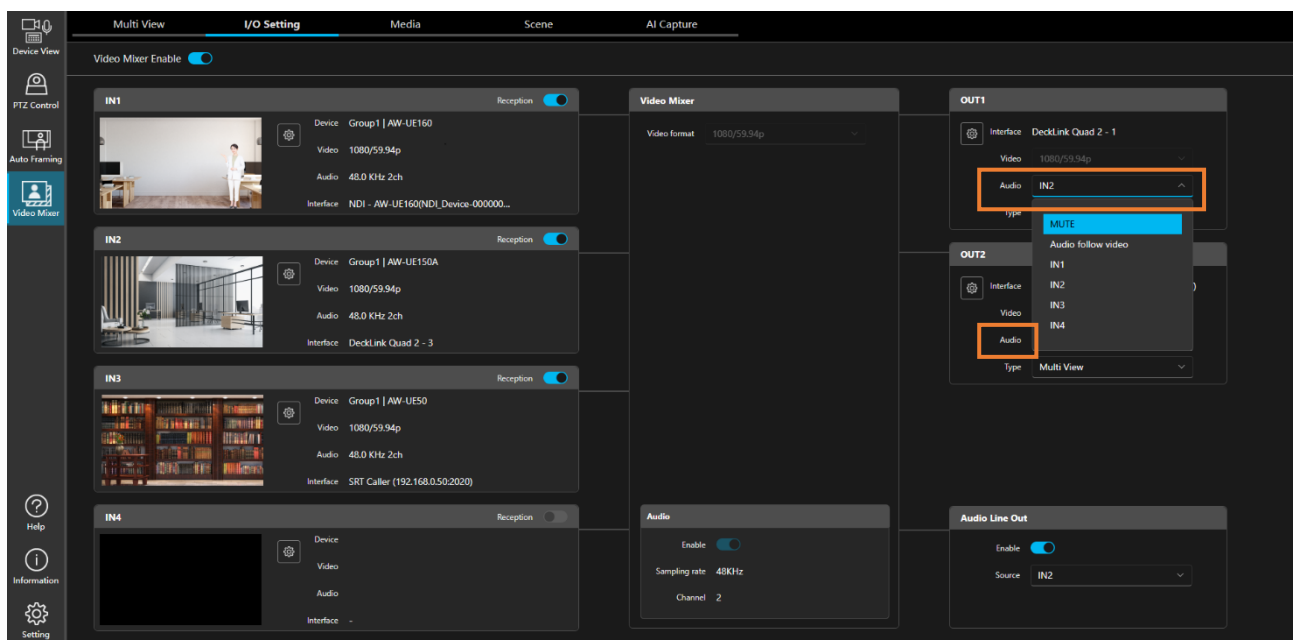 Multi View
I/O Setting
Media
Scene
AI Capture
Device View
PTZ Control
Auto Framing
Video Mixer
Help
Information
Setting
Video Mixer Enable
IN1
Reception
Device Group1 | AW-UE160
Video 1080/59.94p
Audio 48.0 KHz 2ch
Interface NDI - AW-UE160(NDI_Device-000000...
IN2
Reception
Device Group1 | AW-UE150A
Video 1080/59.94p
Audio 48.0 KHz 2ch
Interface DeckLink Quad 2 - 3
IN3
Reception
Device Group1 | AW-UE50
Video 1080/59.94p
Audio 48.0 KHz 2ch
Interface SRT Caller (192.168.0.50:2020)
IN4
Reception
Device
Video
Audio
Interface -
Video Mixer
Video format 1080/59.94p
Audio
Enable
Sampling rate 48KHz
Channel 2
OUT1
Interface DeckLink Quad 2 - 1
Video 1080/59.94p
Audio IN2
Type
MUTE
Audio follow video
IN1
IN2
IN3
IN4
OUT2
Interface )
Video
Audio
Type Multi View
Audio Line Out
Enable
Source IN2